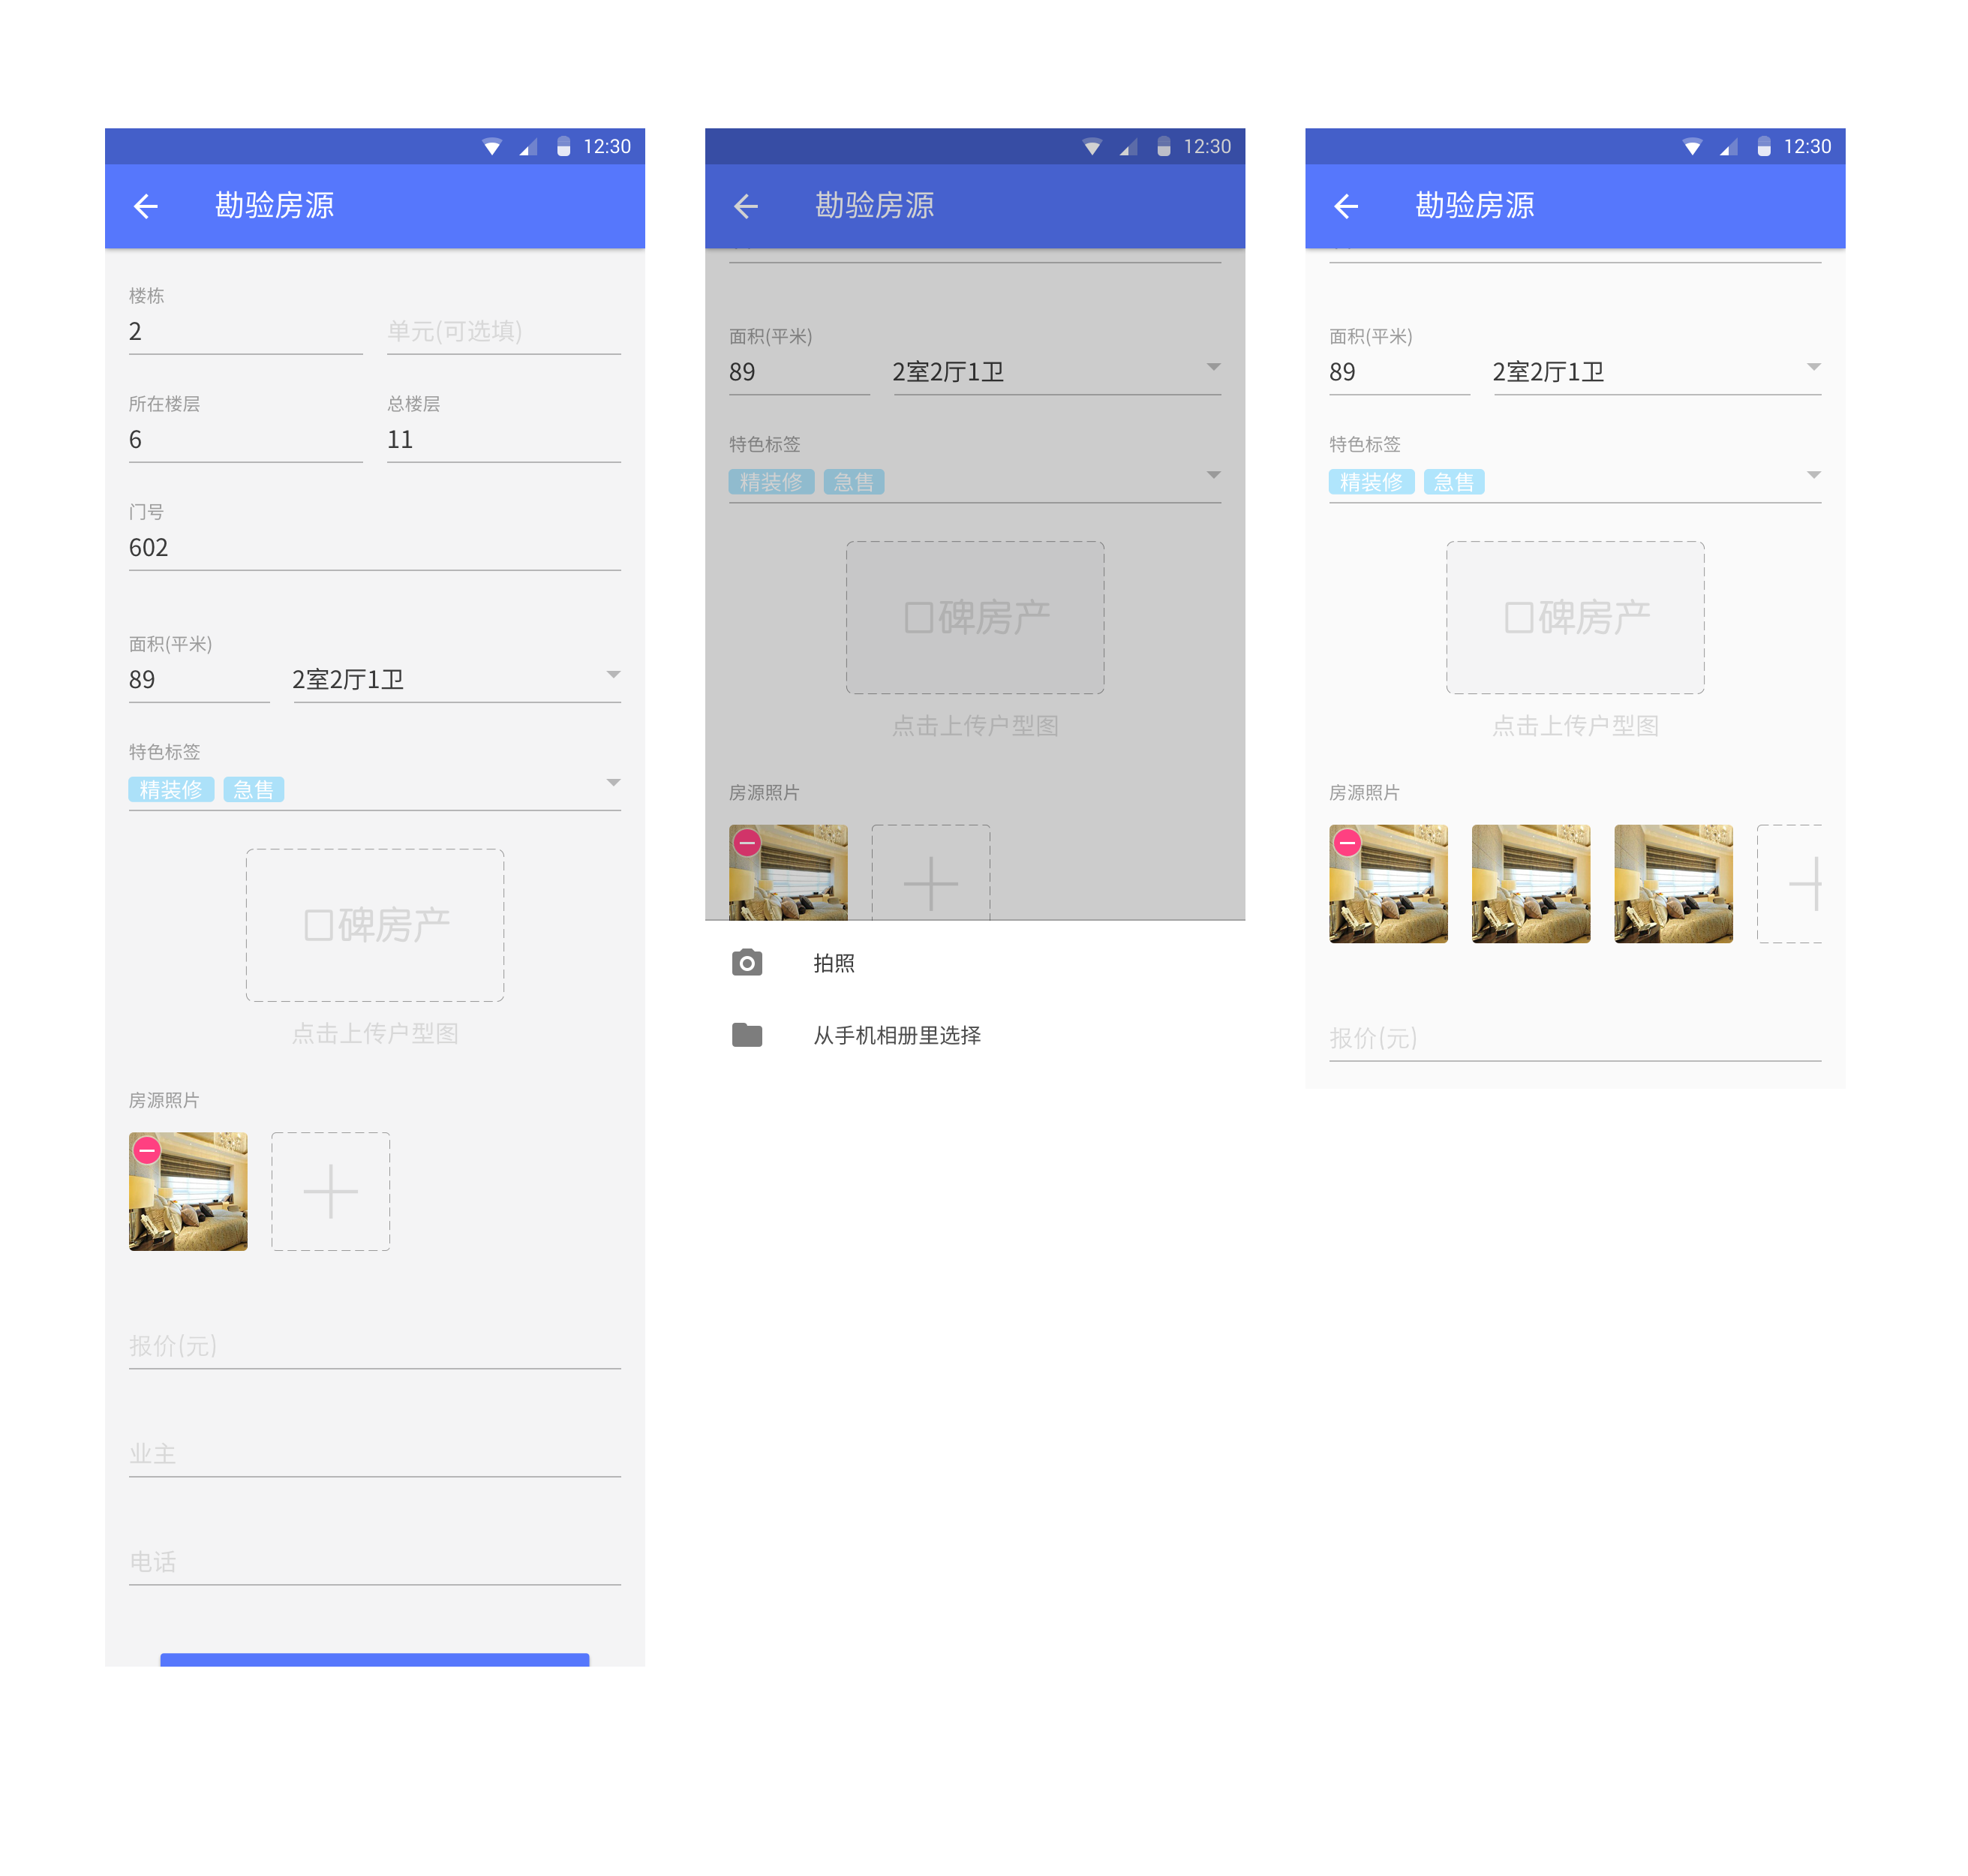 12:30
勘验房源
楼栋
2
单元(可选填)
所在楼层
总楼层
6
11
门号
602
面积(平米)
89
2室2厅1卫
特色标签
精装修 急售
口碑房产
点击上传户型图
房源照片
报价(元)
业主
电话
12:30
勘验房源
面积(平米)
89
2室2厅1卫
特色标签
精装修 急售
口碑房产
点击上传户型图
房源照片
拍照
从手机相册里选择
12:30
勘验房源
面积(平米)
89
2室2厅1卫
特色标签
精装修 急售
口碑房产
点击上传户型图
房源照片
报价(元)